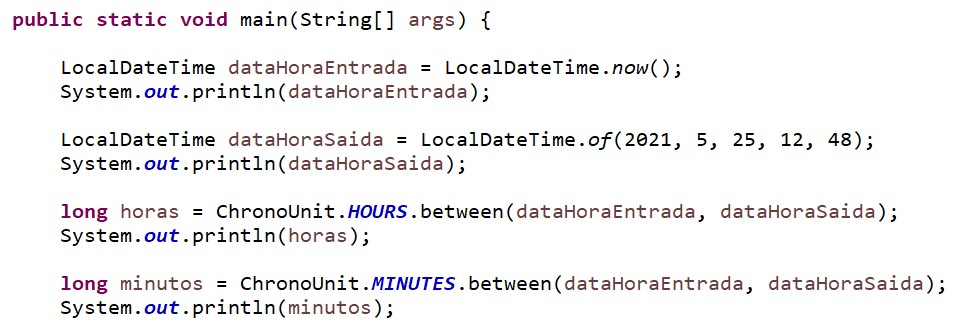 public static void main(String[] args) {
LocalDateTime dataHoraEntrada = LocalDateTime.now();
System.out.println(dataHoraEntrada);
LocalDateTime dataHoraSaida = LocalDateTime.of(2021, 5, 25, 12, 48);
System.out.println(dataHoraSaida);
long horas = ChronoUnit.HOURS.between(dataHoraEntrada, dataHoraSaida);
System.out.println(horas);
long minutos = ChronoUnit.MINUTES.between(dataHoraEntrada, dataHoraSaida);
System.out.println(minutos);